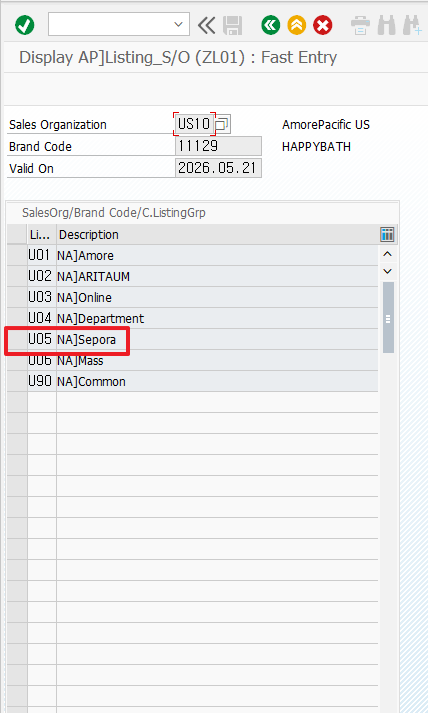 Display AP]Listing_S/O (ZL01) : Fast Entry
Sales Organization US10 AmorePacific US
Brand Code 11129 HAPPYBATH
Valid On 2026.05.21
SalesOrg/Brand Code/C.ListingGrp
Li... Description
U01 NA]Amore
U02 NA]ARITAUM
U03 NA]Online
U04 NA]Department
U05 NA]Sepora
U06 NA]Mass
U90 NA]Common